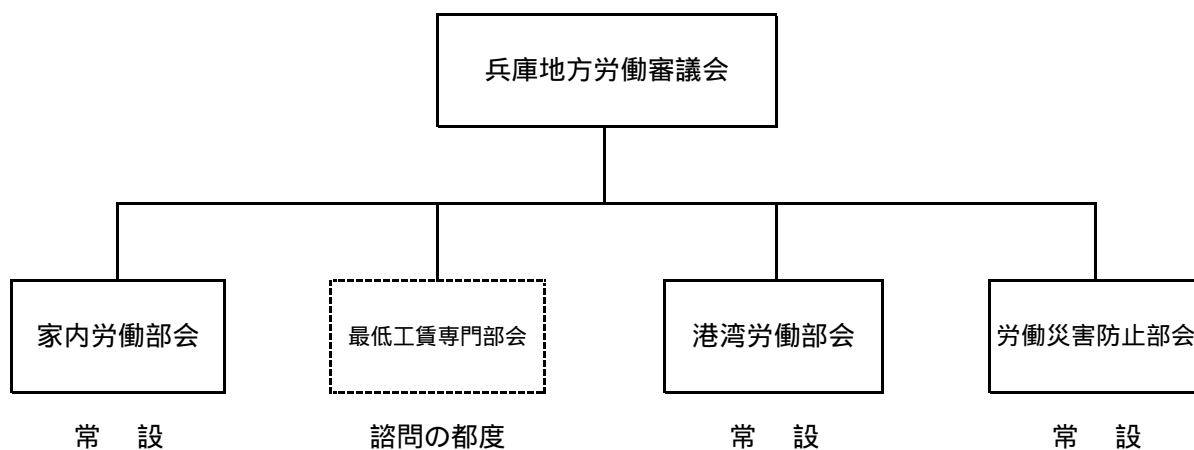 兵庫地方労働審議会
家内労働部会
最低工賃専門部会
港湾労働部会
労働災害防止部会
常 設
諮問の都度
常 設
常 設